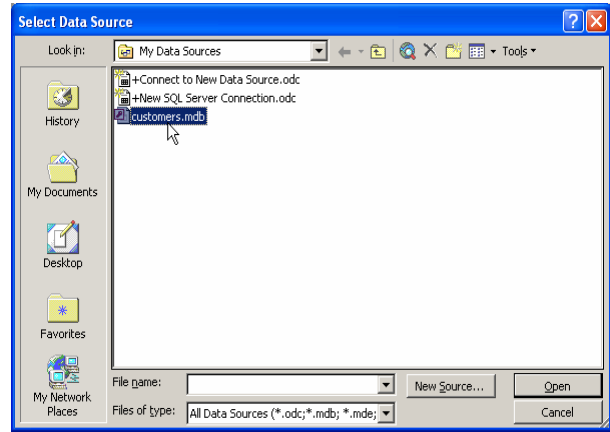 Select Data Source
Look in:
My Data Sources
Tools
+Connect to New Data Source.odc
+New SQL Server Connection.odc
customers.mdb
History
My Documents
Desktop
Favorites
My Network
Places
File name:
New Source...
Open
Files of type:
All Data Sources (*.odc;*.mdb; *.mde;
Cancel